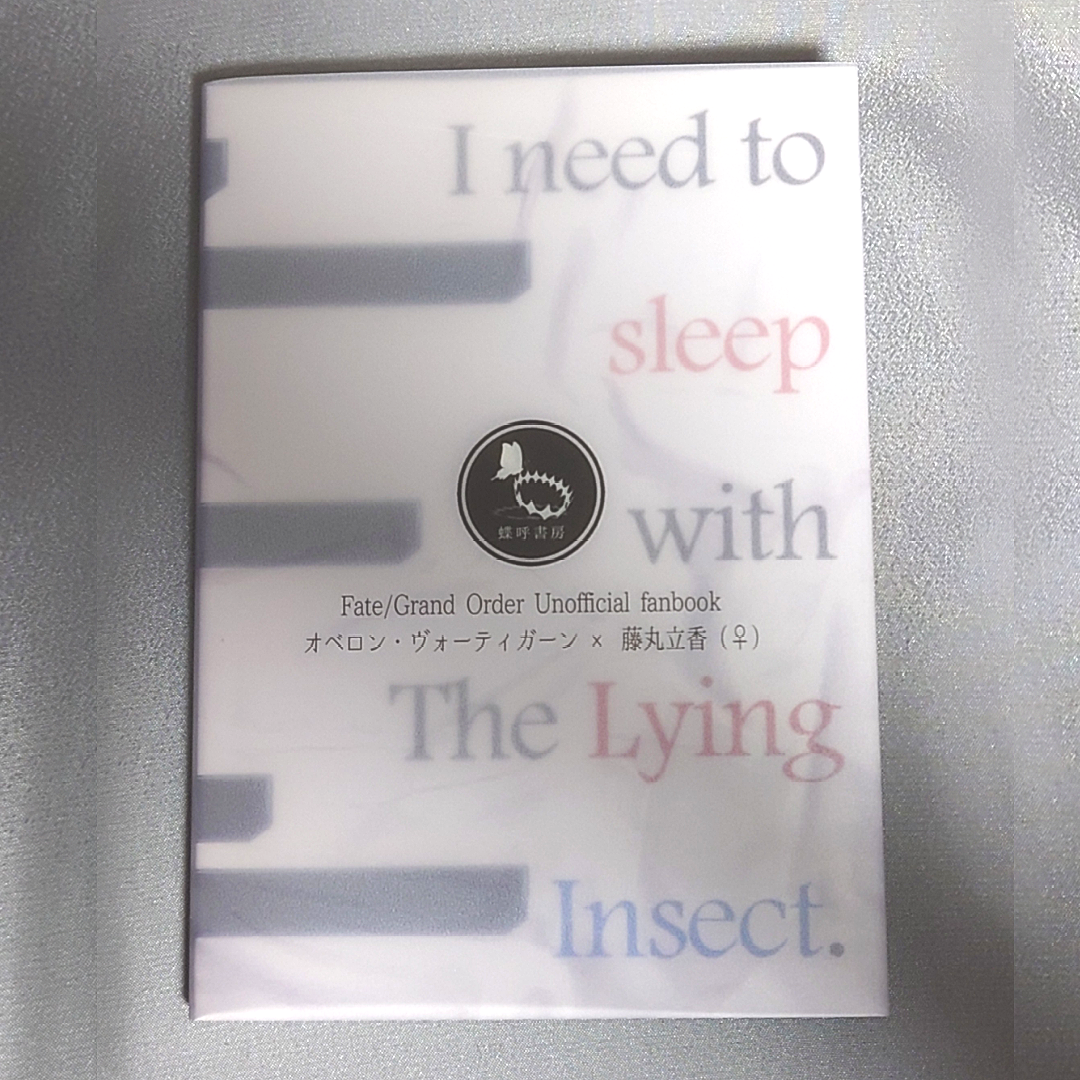 I need to
sleep
with
蝶呼書房
Fate/Grand Order Unofficial fanbook
オベロン・ヴォーティガーン × 藤丸立香（♀）
The Lying
Insect.